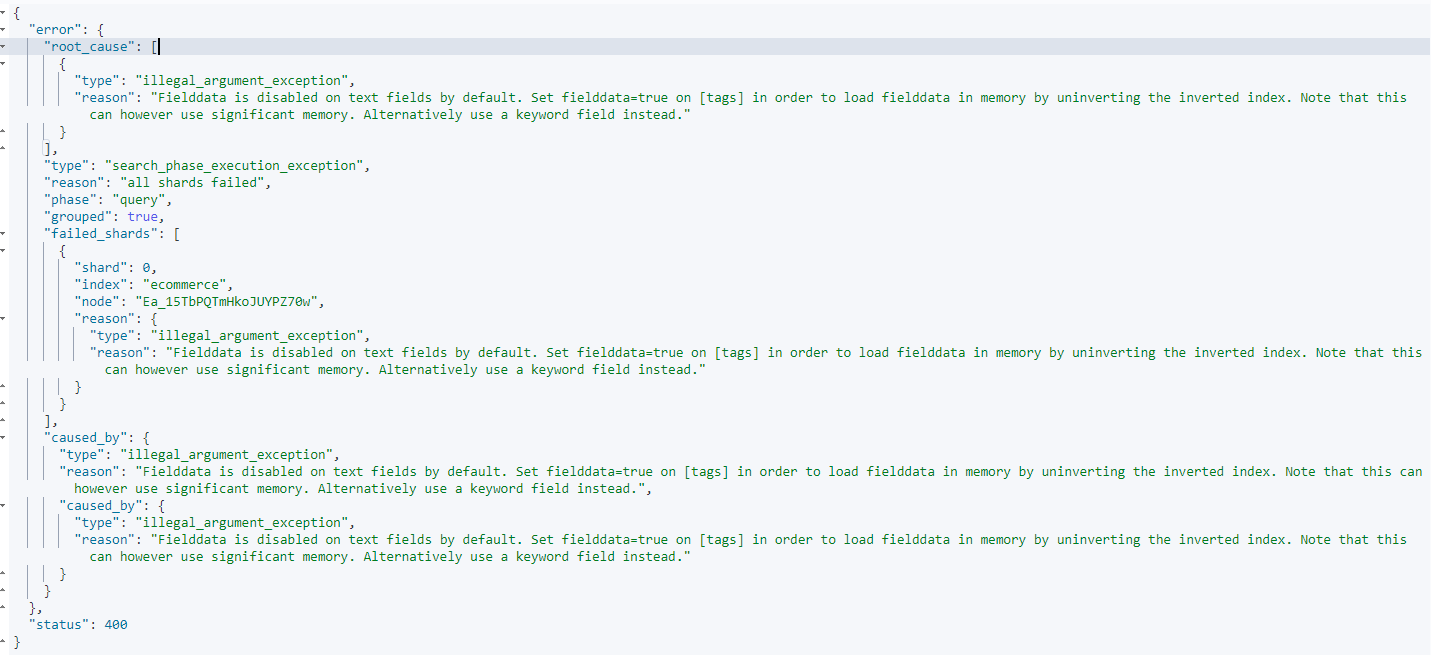 {
"error": {
"root_cause": [
{
"type": "illegal_argument_exception",
"reason": "Fielddata is disabled on text fields by default. Set fielddata=true on [tags] in order to load fielddata in memory by uninverting the inverted index. Note that this
can however use significant memory. Alternatively use a keyword field instead."
}
],
"type": "search_phase_execution_exception",
"reason": "all shards failed",
"phase": "query",
"grouped": true,
"failed_shards": [
{
"shard": 0,
"index": "ecommerce",
"node": "Ea_15TbPQTmHkoJUYPZ70w",
"reason": {
"type": "illegal_argument_exception",
"reason": "Fielddata is disabled on text fields by default. Set fielddata=true on [tags] in order to load fielddata in memory by uninverting the inverted index. Note that this
can however use significant memory. Alternatively use a keyword field instead."
}
}
],
"caused_by": {
"type": "illegal_argument_exception",
"reason": "Fielddata is disabled on text fields by default. Set fielddata=true on [tags] in order to load fielddata in memory by uninverting the inverted index. Note that this can
however use significant memory. Alternatively use a keyword field instead.",
"caused_by": {
"type": "illegal_argument_exception",
"reason": "Fielddata is disabled on text fields by default. Set fielddata=true on [tags] in order to load fielddata in memory by uninverting the inverted index. Note that this
can however use significant memory. Alternatively use a keyword field instead."
}
}
},
"status": 400
}